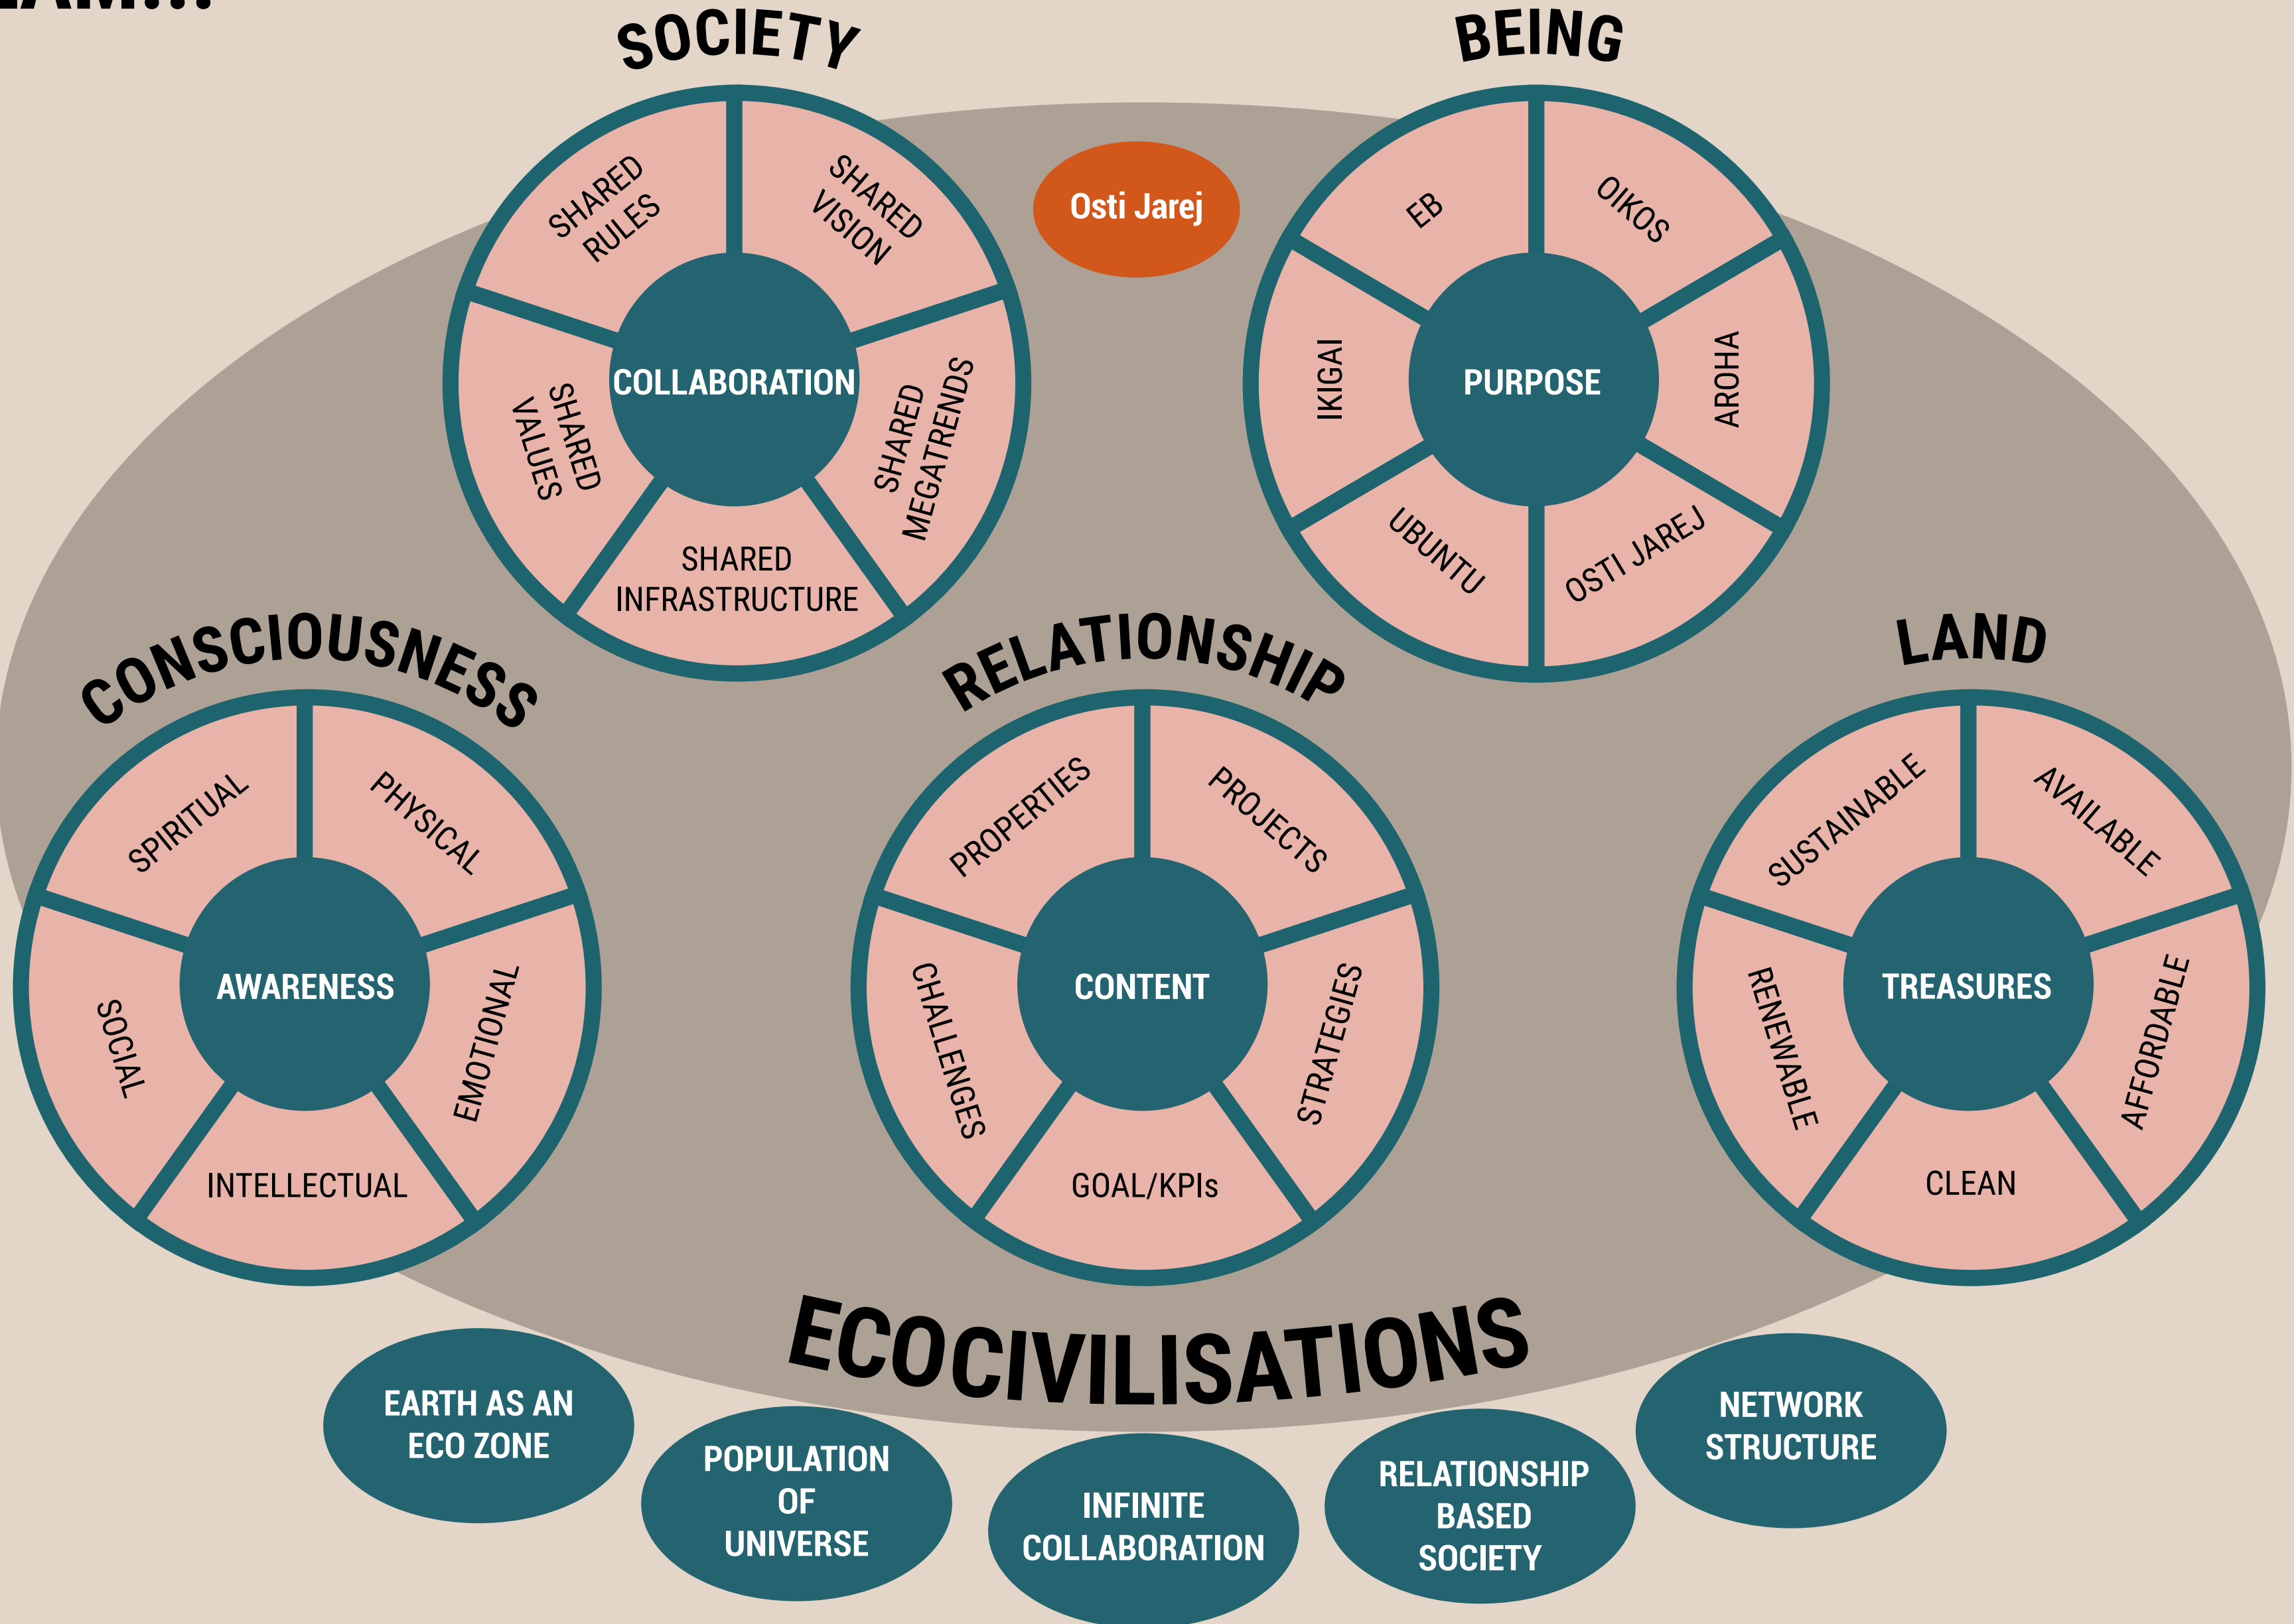 SOCIETY
SHARED
RULES
SHARED
VISION
SHARED
VALUES
COLLABORATION
SHARED
MEGATRENDS
SHARED
INFRASTRUCTURE
Osti Jarej
BEING
EB
OIKOS
IKIGAI
PURPOSE
AROHA
UBUNTU
OSTI JAREJ
CONSCIOUSNESS
SPIRITUAL
PHYSICAL
SOCIAL
AWARENESS
EMOTIONAL
INTELLECTUAL
RELATIONSHIP
PROPERTIES
PROJECTS
CHALLENGES
CONTENT
STRATEGIES
GOAL/KPIs
LAND
SUSTAINABLE
AVAILABLE
RENEWABLE
TREASURES
AFFORDABLE
CLEAN
ECOCIVILISATIONS
EARTH AS AN
ECO ZONE
POPULATION
OF
UNIVERSE
INFINITE
COLLABORATION
RELATIONSHIP
BASED
SOCIETY
NETWORK
STRUCTURE